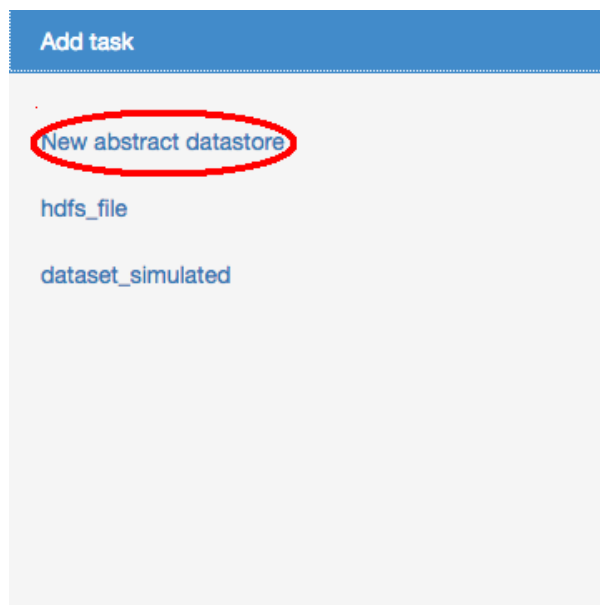 Add task
New abstract datastore
hdfs_file
dataset_simulated